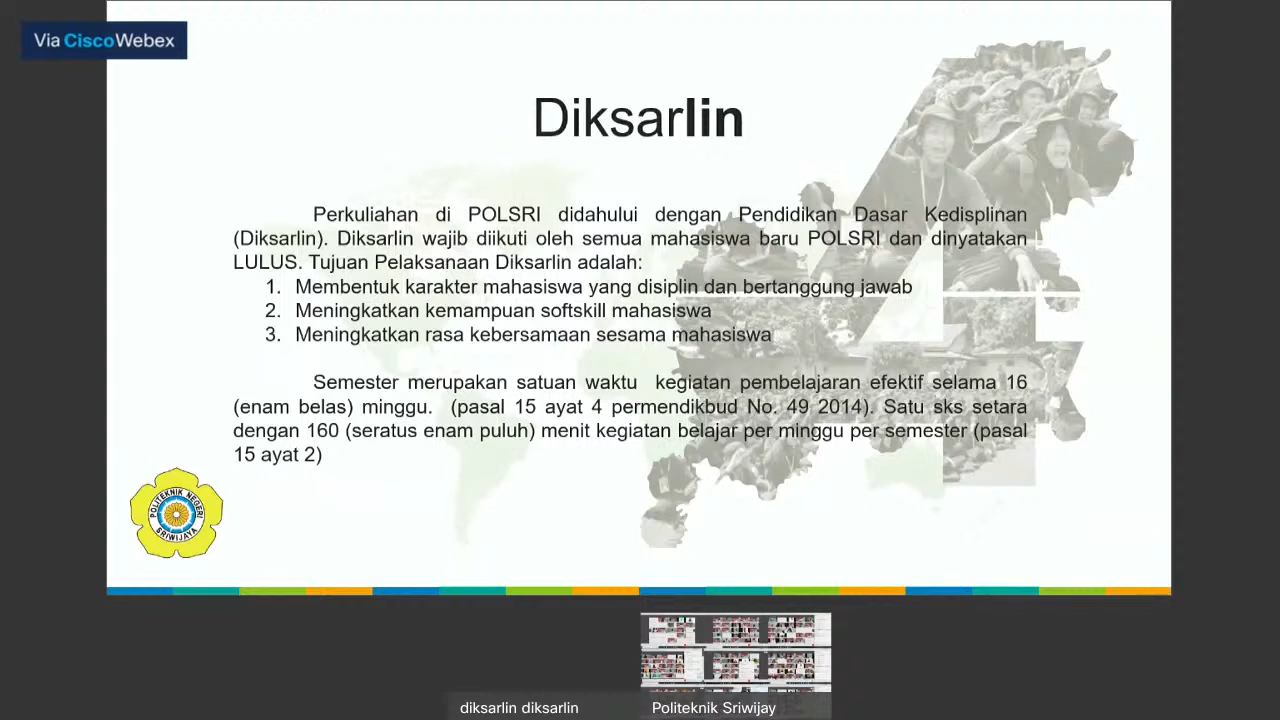 Via CiscoWebex
Diksarlin
Perkuliahan di POLSRI didahului dengan Pendidikan Dasar Kedisplinan
(Diksarlin). Diksarlin wajib diikuti oleh semua mahasiswa baru POLSRI dan dinyatakan
LULUS. Tujuan Pelaksanaan Diksarlin adalah:
1. Membentuk karakter mahasiswa yang disiplin dan bertanggung jawab
2. Meningkatkan kemampuan softskill mahasiswa
3. Meningkatkan rasa kebersamaan sesama mahasiswa
Semester merupakan satuan waktu kegiatan pembelajaran efektif selama 16
(enam belas) minggu. (pasal 15 ayat 4 permendikbud No. 49 2014). Satu sks setara
dengan 160 (seratus enam puluh) menit kegiatan belajar per minggu per semester (pasal
15 ayat 2)
POLITEKNIK NEGERI
SRIWIJAYA
diksarlin diksarlin
Politeknik Sriwijay